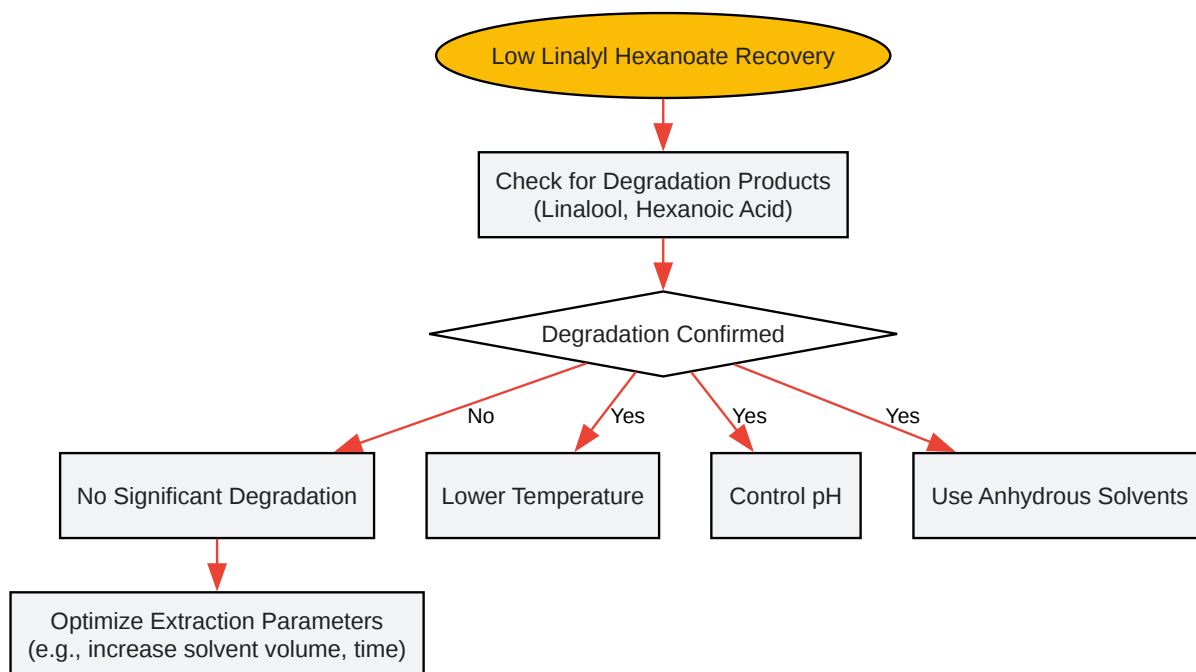 Low Linalyl Hexanoate Recovery
Check for Degradation Products
(Linalool, Hexanoic Acid)
Degradation Confirmed
No
Yes
Yes
Yes
No Significant Degradation
Lower Temperature
Control pH
Use Anhydrous Solvents
Optimize Extraction Parameters
(e.g., increase solvent volume, time)